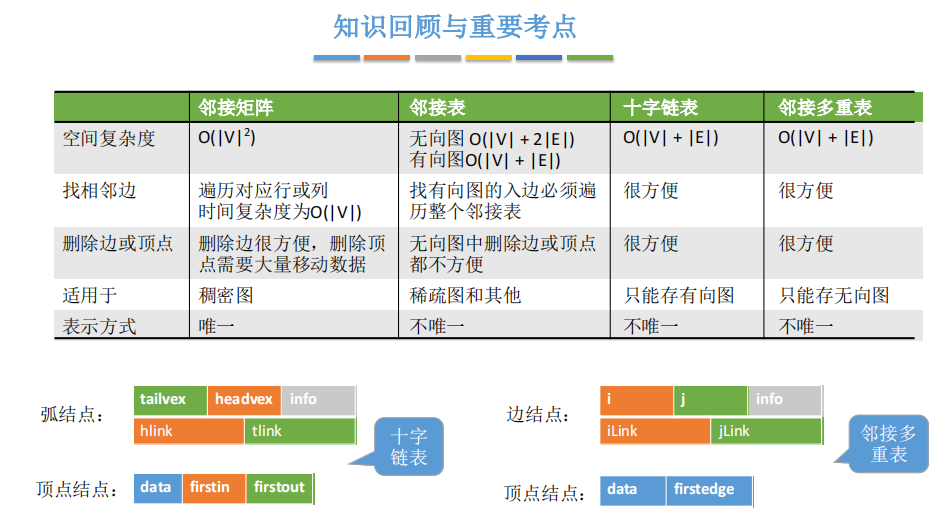 知识回顾与重要考点
邻接矩阵 邻接表 十字链表 邻接多重表
空间复杂度 O(|V|²) 无向图 O(|V| + 2|E|) O(|V| + |E|) O(|V| + |E|)
有向图O(|V| + |E|)
找相邻边 遍历对应行或列 找有向图的入边必须遍 很方便 很方便
时间复杂度为O(|V|) 历整个邻接表
删除边或顶点 删除边很方便，删除顶 无向图中删除边或顶点 很方便 很方便
点需要大量移动数据 都不方便
适用于 稠密图 稀疏图和其他 只能存有向图 只能存无向图
表示方式 唯一 不唯一 不唯一 不唯一
弧结点：
tailvex headvex info
hlink tlink
十字
链表
顶点结点：
data firstin firstout
边结点：
i j info
iLink jLink
邻接多
重表
顶点结点：
data firstedge